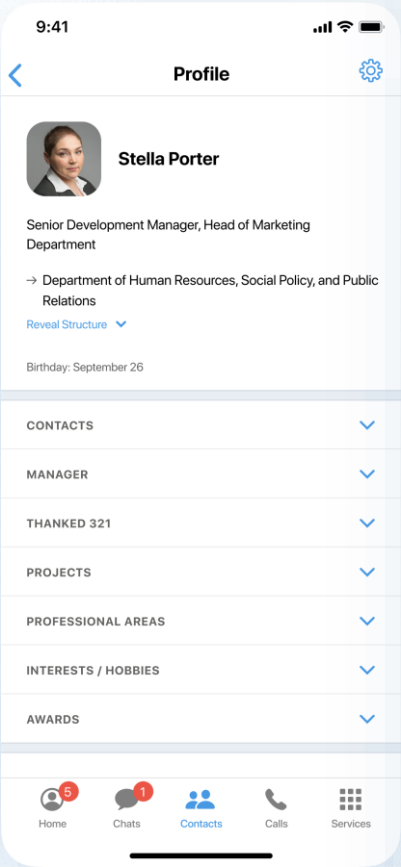 9:41
Profile
Stella Porter
Senior Development Manager, Head of Marketing
Department
→ Department of Human Resources, Social Policy, and Public
Relations
Reveal Structure
Birthday: September 26
CONTACTS
MANAGER
THANKED 321
PROJECTS
PROFESSIONAL AREAS
INTERESTS / HOBBIES
AWARDS
5
1
Home
Chats
Contacts
Calls
Services